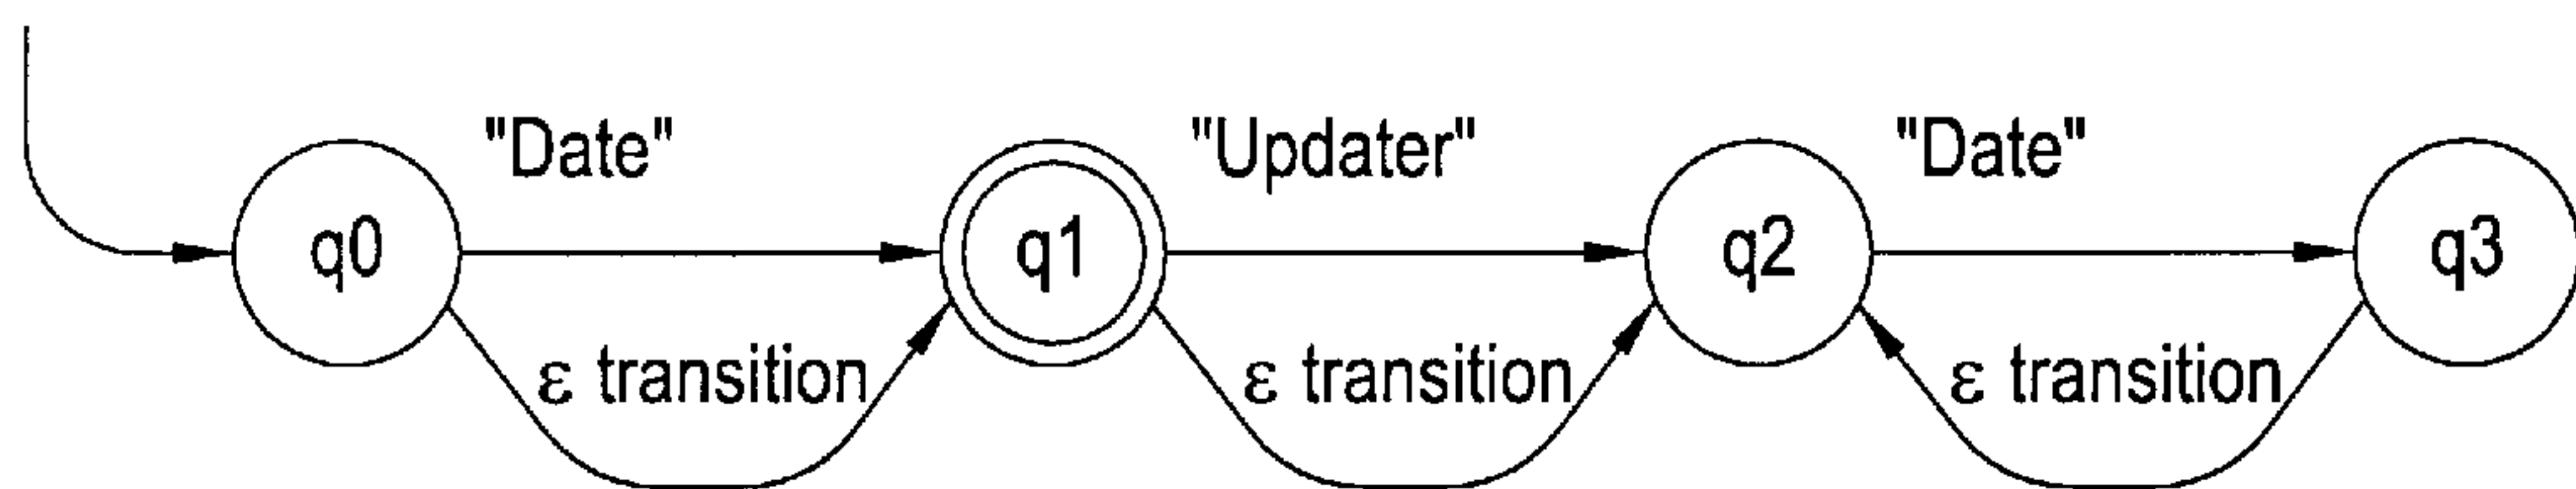 "Date" "Updater" "Date"
q0 q1 q2 q3
ε transition ε transition ε transition